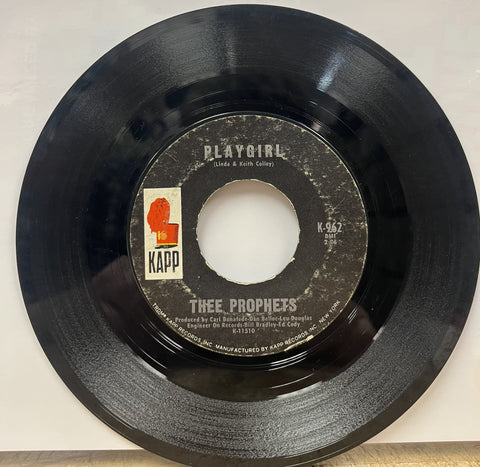 PLAYGIRL
(Linda & Keith Colley)
K-962
BMI
2:06
KAPP
THEE PROPHETS
Produced by Carl Bonafede-Dan Belloc-Lou Douglas
Engineer On Records-Bill Bradley-Ed Cody
K-11510
KAPP RECORDS, INC. MANUFACTURED BY KAPP RECORDS, INC. NEW YORK